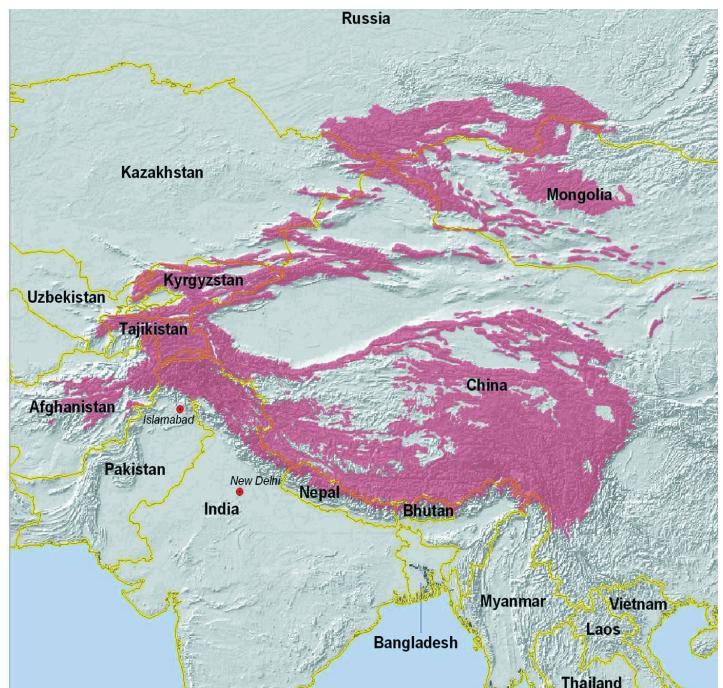 Russia
Kazakhstan
Mongolia
Kyrgyzstan
Uzbekistan
Tajikistan
China
Afghanistan
Islamabad
Pakistan
New Delhi
Nepal
India
Bhutan
Myanmar
Vietnam
Laos
Bangladesh
Thailand